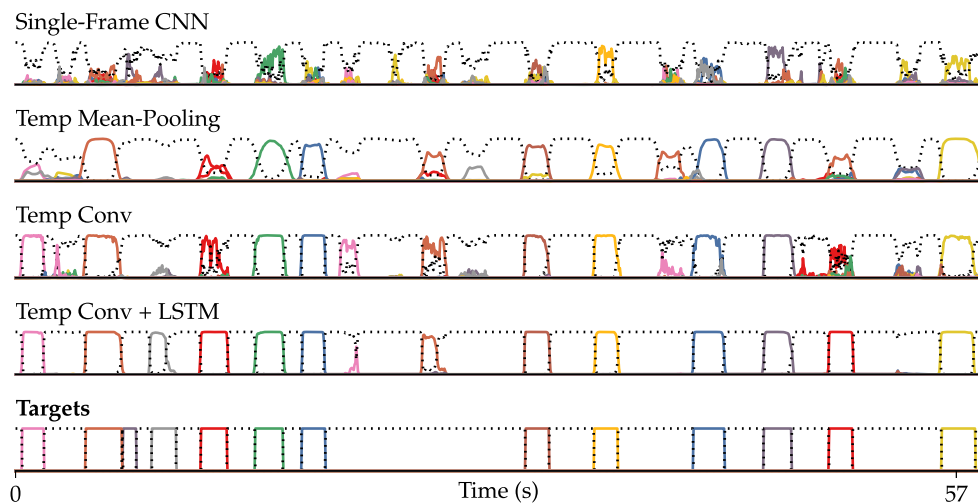 Single-Frame CNN
Temp Mean-Pooling
Temp Conv
Temp Conv + LSTM
Targets
0 Time (s) 57